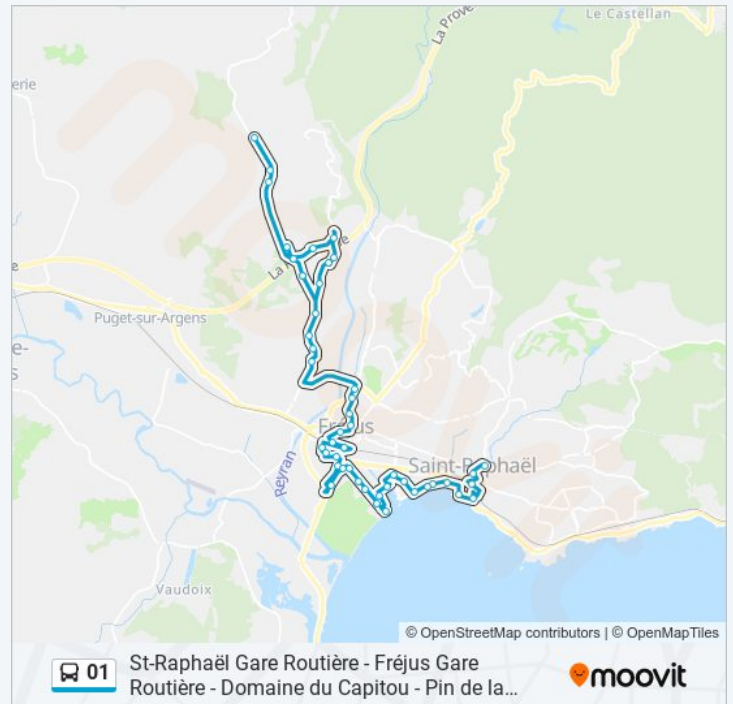 Le Castellan
La Prove
erie
La
e
e
Puget-sur-Argens
e-
s
Fréjus
Saint-Raphaël
Reyran
Vaudoix
© OpenStreetMap contributors | © OpenMapTiles
01
St-Raphaël Gare Routière - Fréjus Gare
Routière - Domaine du Capitou - Pin de la...
moovit